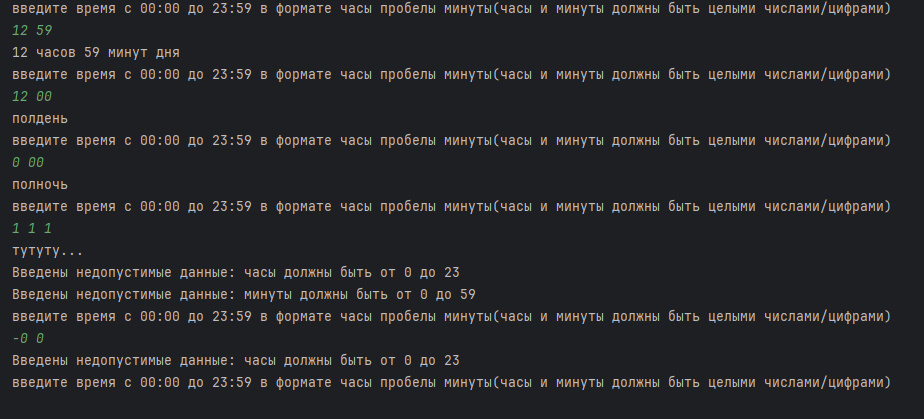 введите время с 00:00 до 23:59 в формате часы пробелы минуты(часы и минуты должны быть целыми числами/цифрами)
12 59
12 часов 59 минут дня
введите время с 00:00 до 23:59 в формате часы пробелы минуты(часы и минуты должны быть целыми числами/цифрами)
12 00
полдень
введите время с 00:00 до 23:59 в формате часы пробелы минуты(часы и минуты должны быть целыми числами/цифрами)
0 00
полночь
введите время с 00:00 до 23:59 в формате часы пробелы минуты(часы и минуты должны быть целыми числами/цифрами)
1 1 1
тутуту...
Введены недопустимые данные: часы должны быть от 0 до 23
Введены недопустимые данные: минуты должны быть от 0 до 59
введите время с 00:00 до 23:59 в формате часы пробелы минуты(часы и минуты должны быть целыми числами/цифрами)
-0 0
Введены недопустимые данные: часы должны быть от 0 до 23
введите время с 00:00 до 23:59 в формате часы пробелы минуты(часы и минуты должны быть целыми числами/цифрами)